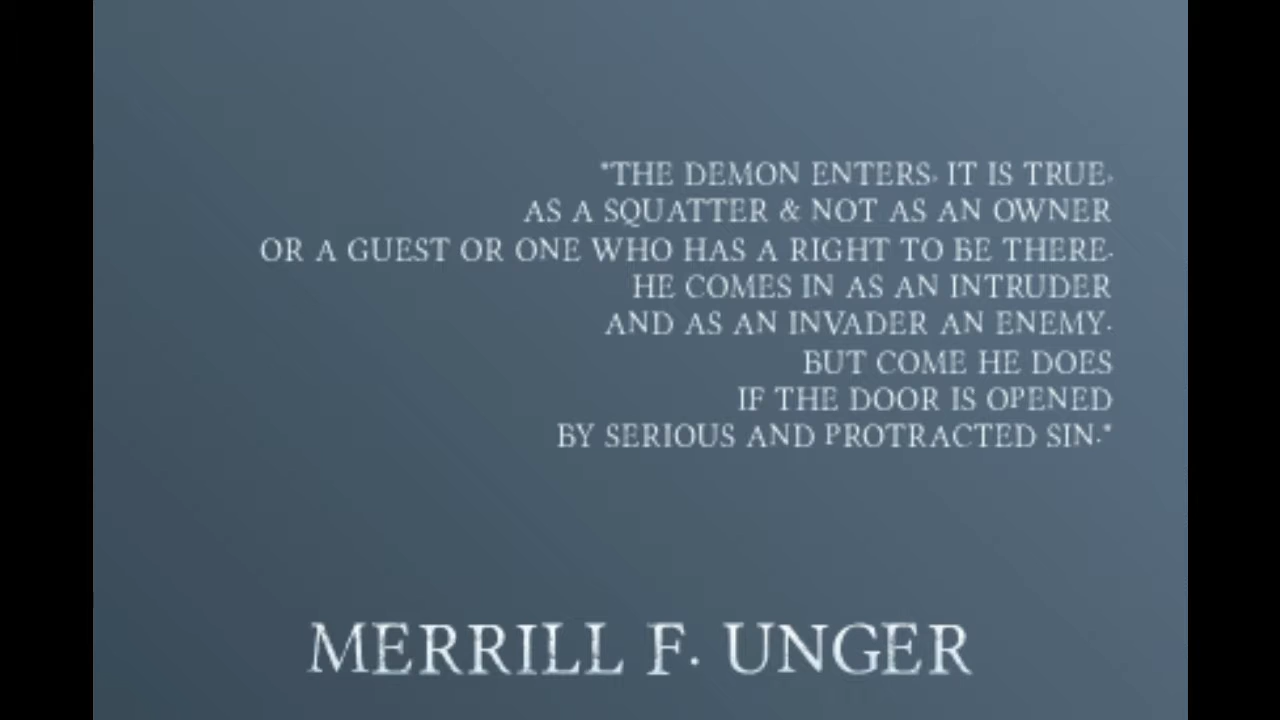 "THE DEMON ENTERS, IT IS TRUE,
AS A SQUATTER & NOT AS AN OWNER
OR A GUEST OR ONE WHO HAS A RIGHT TO BE THERE.
HE COMES IN AS AN INTRUDER
AND AS AN INVADER AN ENEMY.
BUT COME HE DOES
IF THE DOOR IS OPENED
BY SERIOUS AND PROTRACTED SIN."
MERRILL F. UNGER